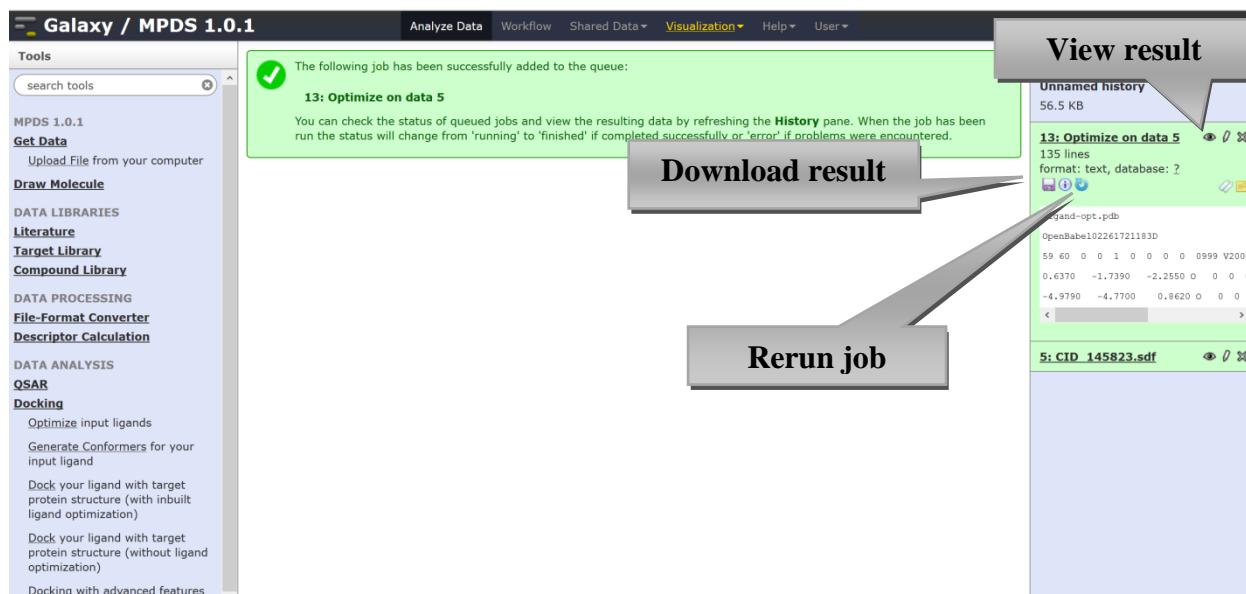 Galaxy / MPDS 1.0.1
Analyze Data Workflow Shared Data Visualization Help User
Tools
search tools
MPDS 1.0.1
Get Data
Upload File from your computer
Draw Molecule
DATA LIBRARIES
Literature
Target Library
Compound Library
DATA PROCESSING
File-Format Converter
Descriptor Calculation
DATA ANALYSIS
QSAR
Docking
Optimize input ligands
Generate Conformers for your
input ligand
Dock your ligand with target
protein structure (with inbuilt
ligand optimization)
Dock your ligand with target
protein structure (without ligand
optimization)
Docking with advanced features
The following job has been successfully added to the queue:
13: Optimize on data 5
You can check the status of queued jobs and view the resulting data by refreshing the History pane. When the job has been
run the status will change from 'running' to 'finished' if completed successfully or 'error' if problems were encountered.
View result
Download result
Rerun job
Unnamed history
56.5 KB
13: Optimize on data 5
135 lines
format: text, database: ?
OpenBabel02261721183D
59 60 0 0 1 0 0 0 0 0999
0.6370 -1.7390 -2.2550 O 0 0
-4.9790 -4.7700 0.8620 O 0 0
5: CID_145823.sdf